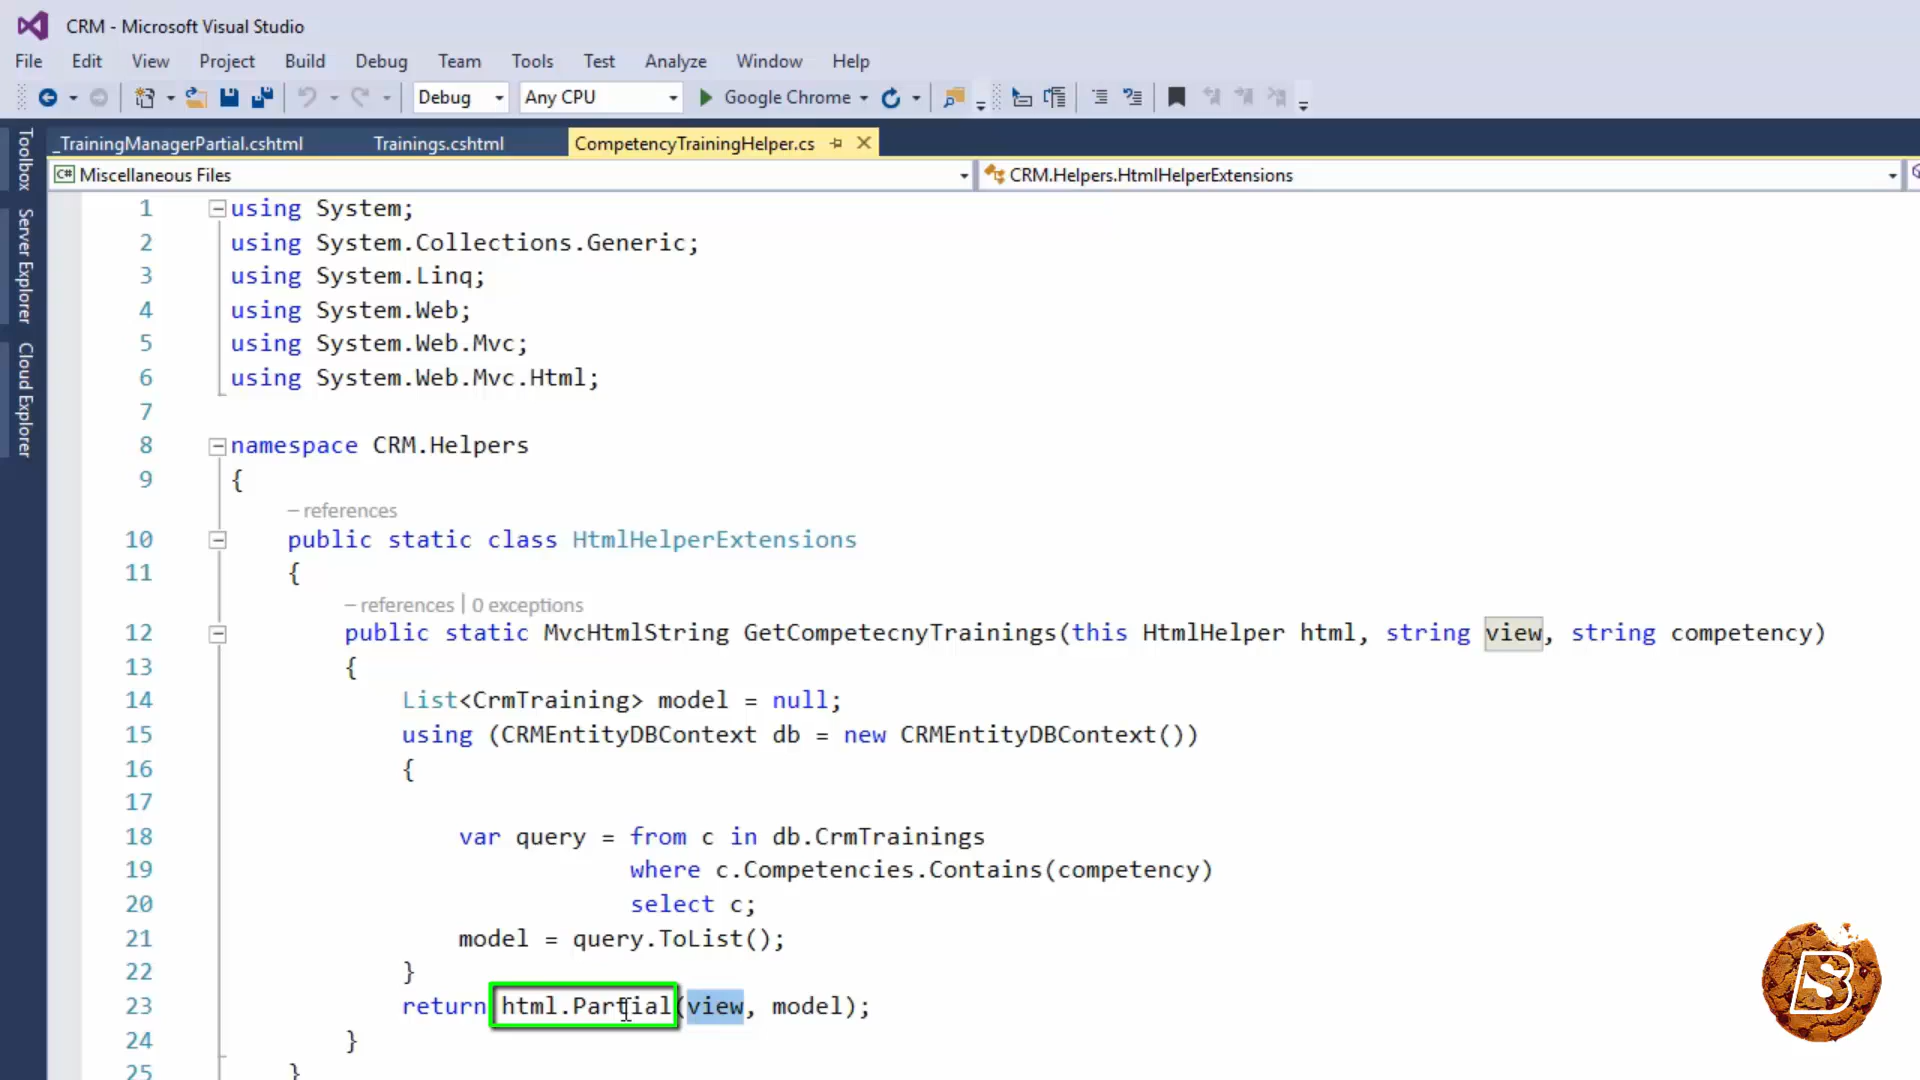 CRM - Microsoft Visual Studio
File Edit View Project Build Debug Team Tools Test Analyze Window Help
Debug Any CPU Google Chrome
_TrainingManagerPartial.cshtml Trainings.cshtml CompetencyTrainingHelper.cs
C# Miscellaneous Files CRM.Helpers.HtmlHelperExtensions
Toolbox
Server Explorer
Cloud Explorer
1 using System;
2 using System.Collections.Generic;
3 using System.Linq;
4 using System.Web;
5 using System.Web.Mvc;
6 using System.Web.Mvc.Html;
7
8 namespace CRM.Helpers
9 {
– references
10 public static class HtmlHelperExtensions
11 {
– references | 0 exceptions
12 public static MvcHtmlString GetCompetecnyTrainings(this HtmlHelper html, string view, string competency)
13 {
14 List<CrmTraining> model = null;
15 using (CRMEntityDBContext db = new CRMEntityDBContext())
16 {
17
18 var query = from c in db.CrmTrainings
19 where c.Competencies.Contains(competency)
20 select c;
21 model = query.ToList();
22 }
23 return html.Partial(view, model);
24 }
25 }
BS